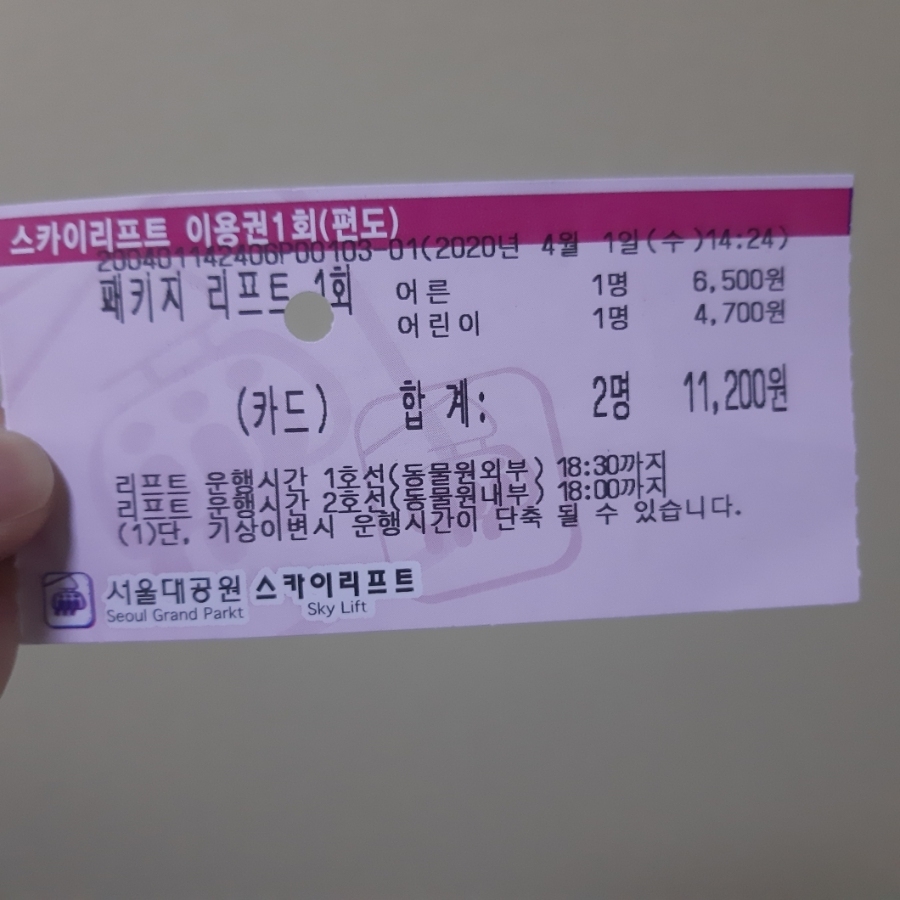 스카이리프트 이용권1회(편도)
200401142406P00103-01(2020년 4월 1일(수)14:24)
패키지 리프트 1회 어른 1명 6,500원
어린이 1명 4,700원
(카드) 합 계: 2명 11,200원
리프트 운행시간 1호선(동물원외부) 18:30까지
리프트 운행시간 2호선(동물원내부) 18:00까지
(1)단, 기상이변시 운행시간이 단축 될 수 있습니다.
서울대공원 스카이리프트
Seoul Grand Parkt Sky Lift